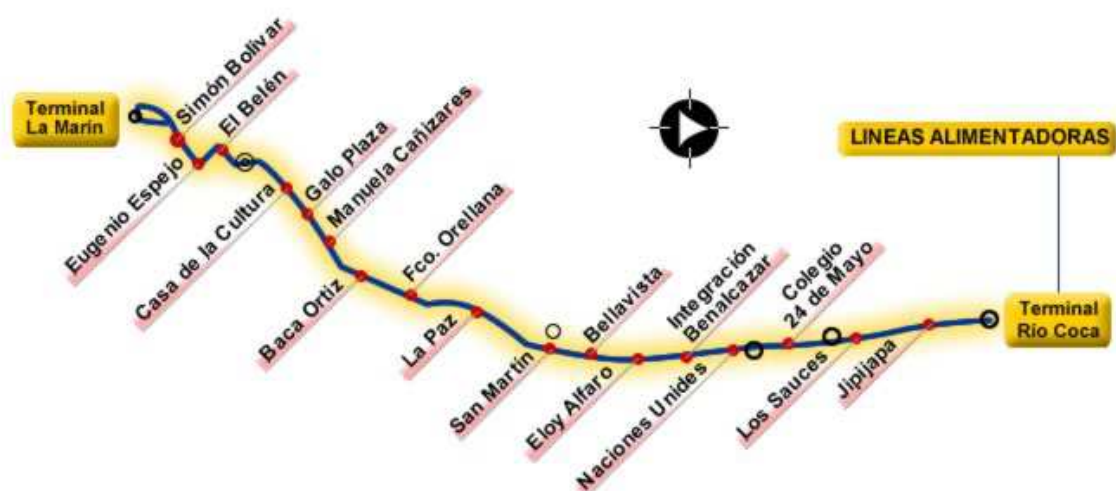 Terminal
La Marín
Simón Bolivar
Eugenio Espejo
El Belén
Casa de la Cultura
Galo Plaza
Manuela Cañizares
Baca Ortiz
Fco. Orellana
La Paz
San Martín
Bellavista
Eloy Alfaro
Integración
Benalcazar
Naciones Unides
Colegio
24 de Mayo
Los Sauces
Jipijapa
LINEAS ALIMENTADORAS
Terminal
Río Coca